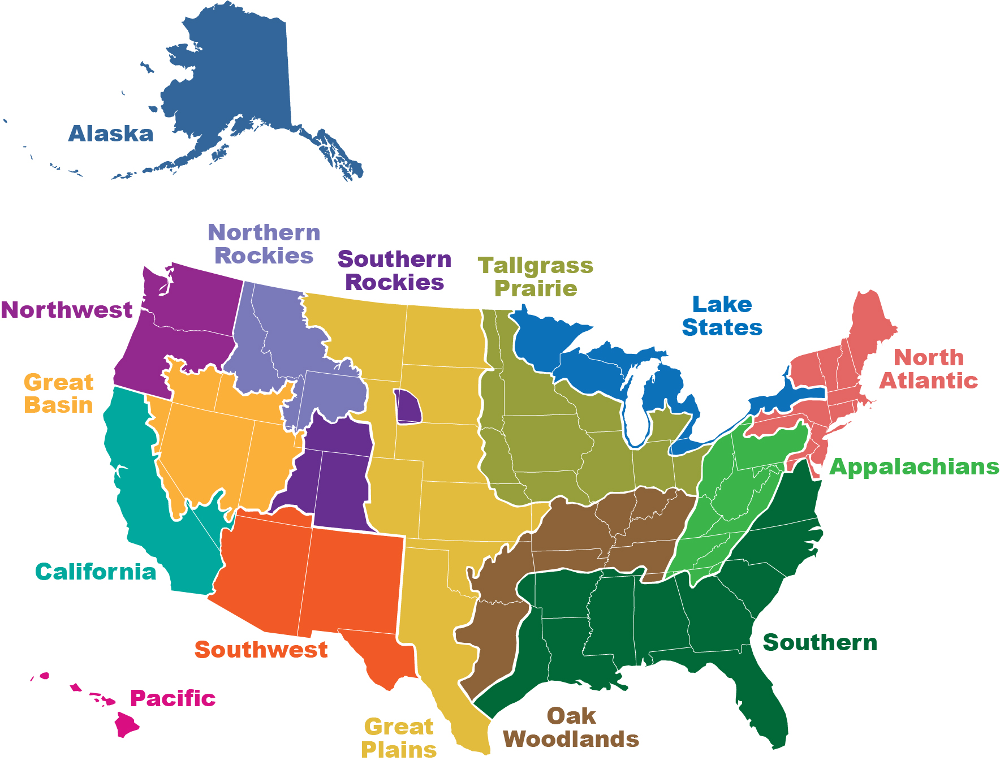 Alaska
Northern
Rockies
Southern
Rockies
Tallgrass
Prairie
Northwest
Lake
States
North
Atlantic
Great
Basin
Appalachians
California
Southwest
Southern
Pacific
Great
Plains
Oak
Woodlands